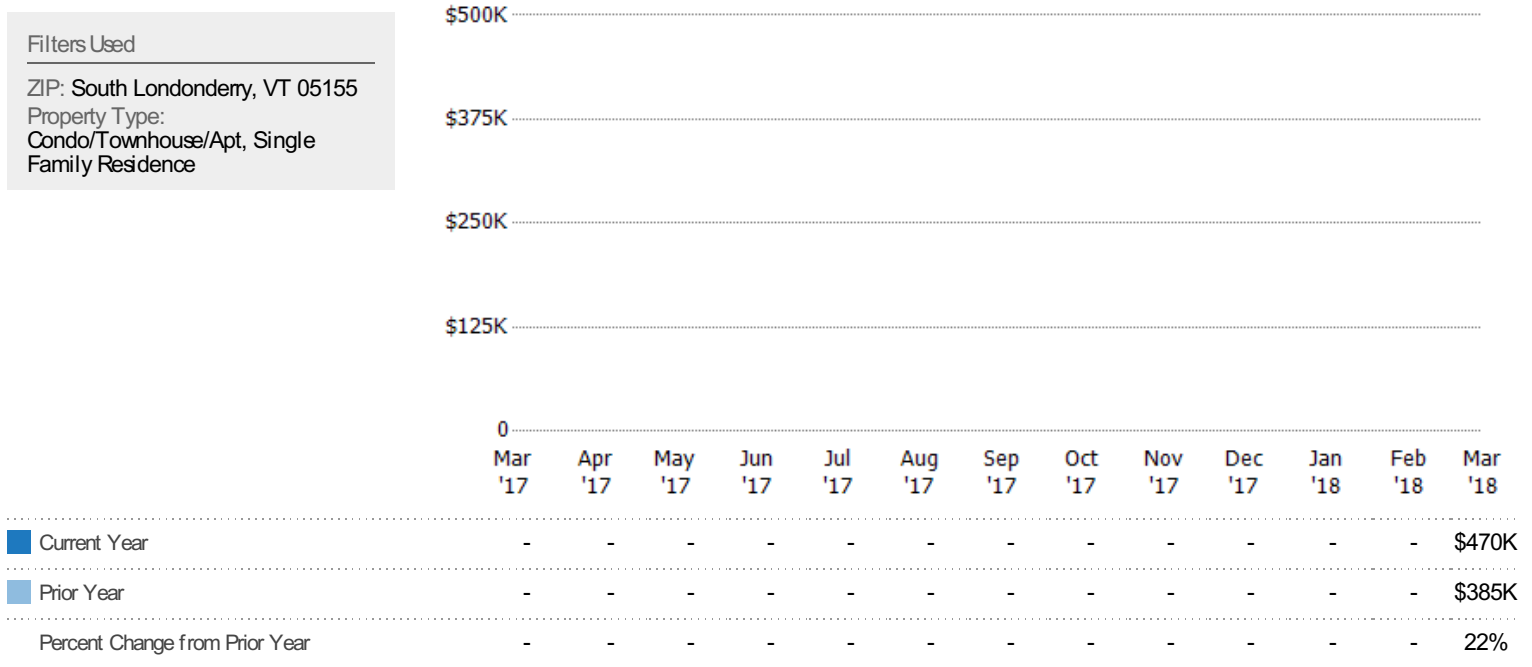 Filters Used
ZIP: South Londonderry, VT 05155
Property Type:
Condo/Townhouse/Apt, Single
Family Residence
$500K
$375K
$250K
$125K
0
Mar Apr May Jun Jul Aug Sep Oct Nov Dec Jan Feb Mar
'17 '17 '17 '17 '17 '17 '17 '17 '17 '17 '18 '18 '18
Current Year - - - - - - - - - - - - $470K
Prior Year - - - - - - - - - - - - $385K
Percent Change from Prior Year - - - - - - - - - - - - 22%